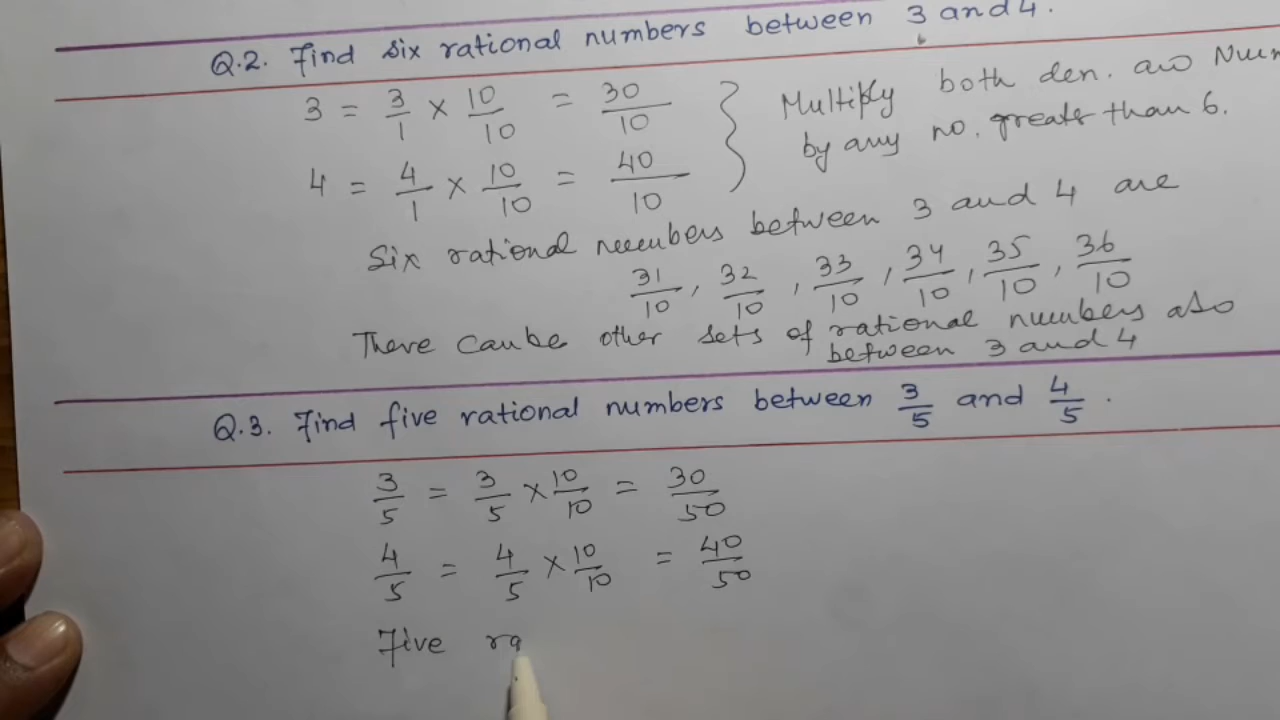 Q.2. Find six rational numbers between 3 and 4.
3 = 3/1 × 10/10 = 30/10 } Multiply both den. and Num
4 = 4/1 × 10/10 = 40/10 by any no. greater than 6.
Six rational numbers between 3 and 4 are
31/10, 32/10, 33/10, 34/10, 35/10, 36/10
There can be other sets of rational numbers also
between 3 and 4
Q.3. Find five rational numbers between 3/5 and 4/5.
3/5 = 3/5 × 10/10 = 30/50
4/5 = 4/5 × 10/10 = 40/50
Five ra